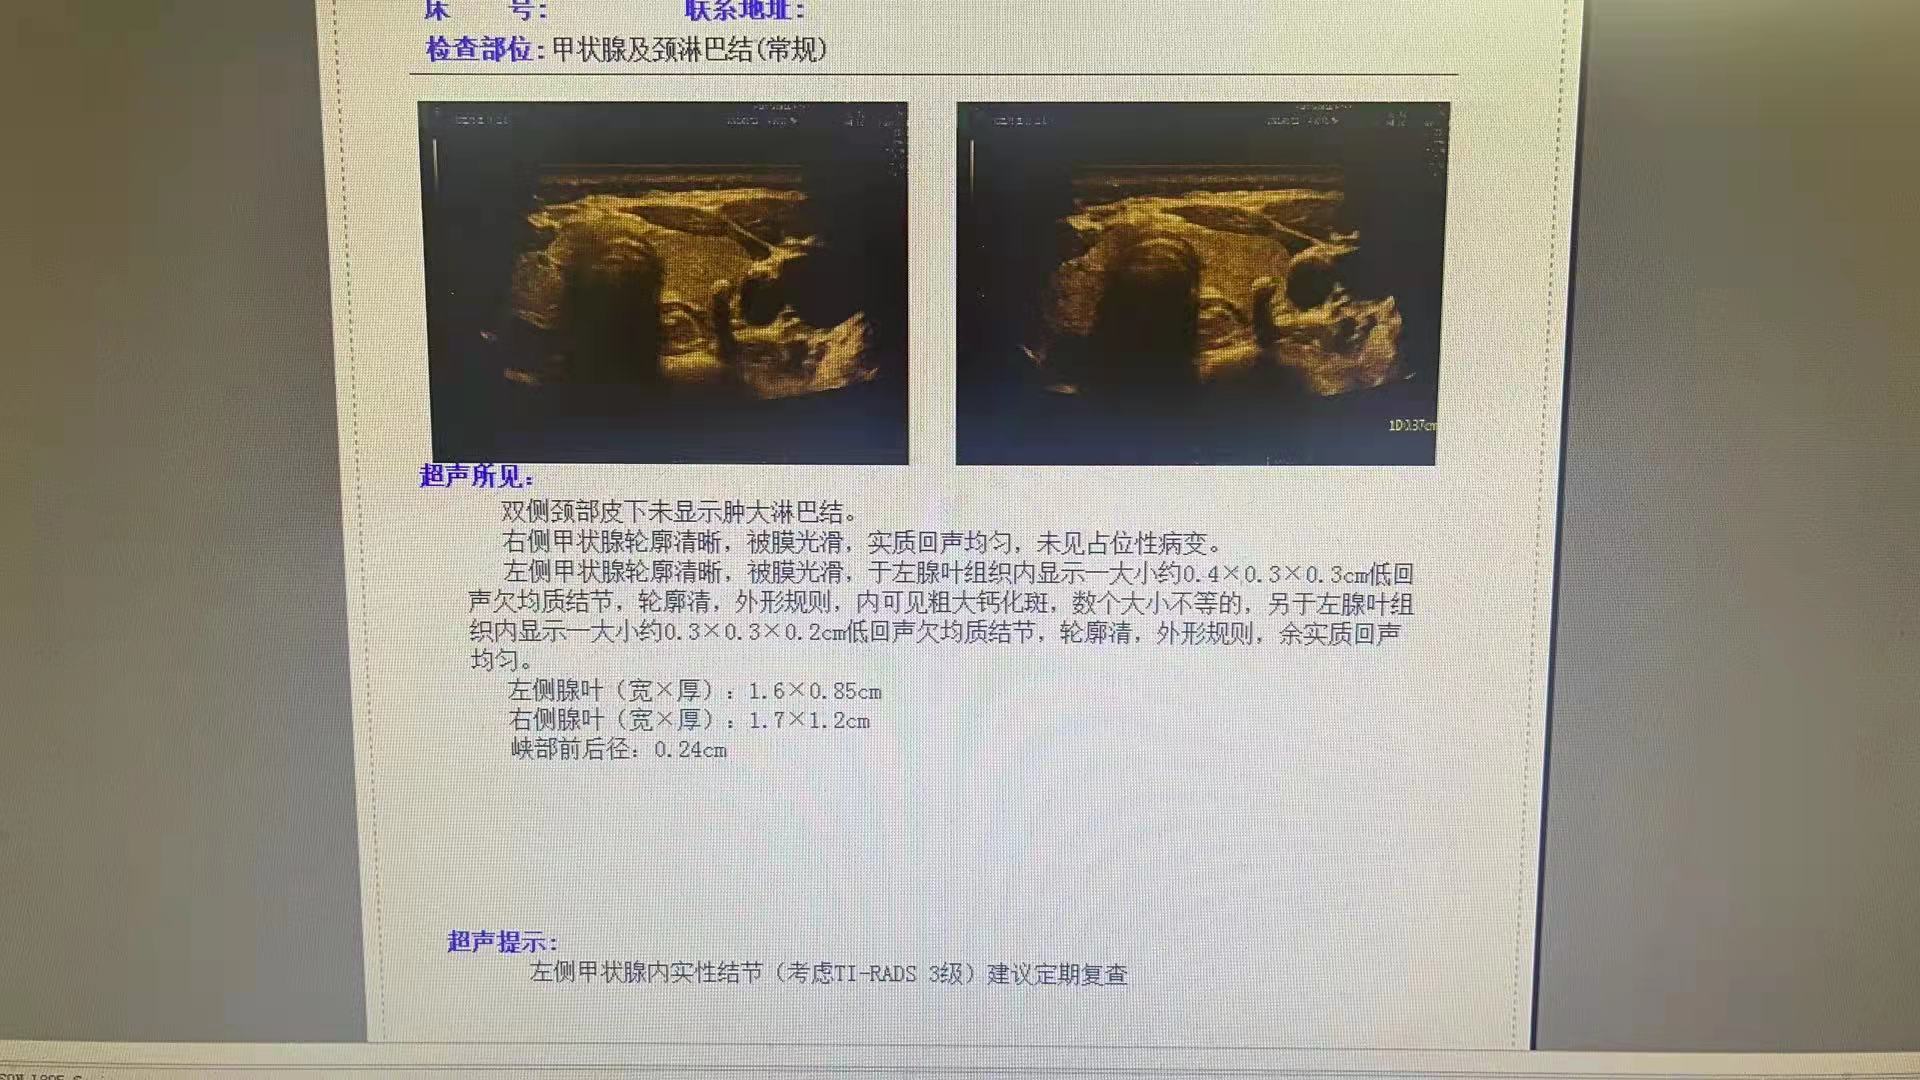 床 号: 联系地址:
检查部位:甲状腺及颈淋巴结(常规)
1D0.37cm
超声所见:
双侧颈部皮下未显示肿大淋巴结。
右侧甲状腺轮廓清晰, 被膜光滑, 实质回声均匀, 未见占位性病变。
左侧甲状腺轮廓清晰, 被膜光滑, 于左腺叶组织内显示一大小约0.4×0.3×0.3cm低回
声欠均质结节, 轮廓清, 外形规则, 内可见粗大钙化斑, 数个大小不等的, 另于左腺叶组
织内显示一大小约0.3×0.3×0.2cm低回声欠均质结节, 轮廓清, 外形规则, 余实质回声
均匀。
左侧腺叶(宽×厚): 1.6×0.85cm
右侧腺叶(宽×厚): 1.7×1.2cm
峡部前后径: 0.24cm
超声提示:
左侧甲状腺内实性结节(考虑TI-RADS 3级)建议定期复查